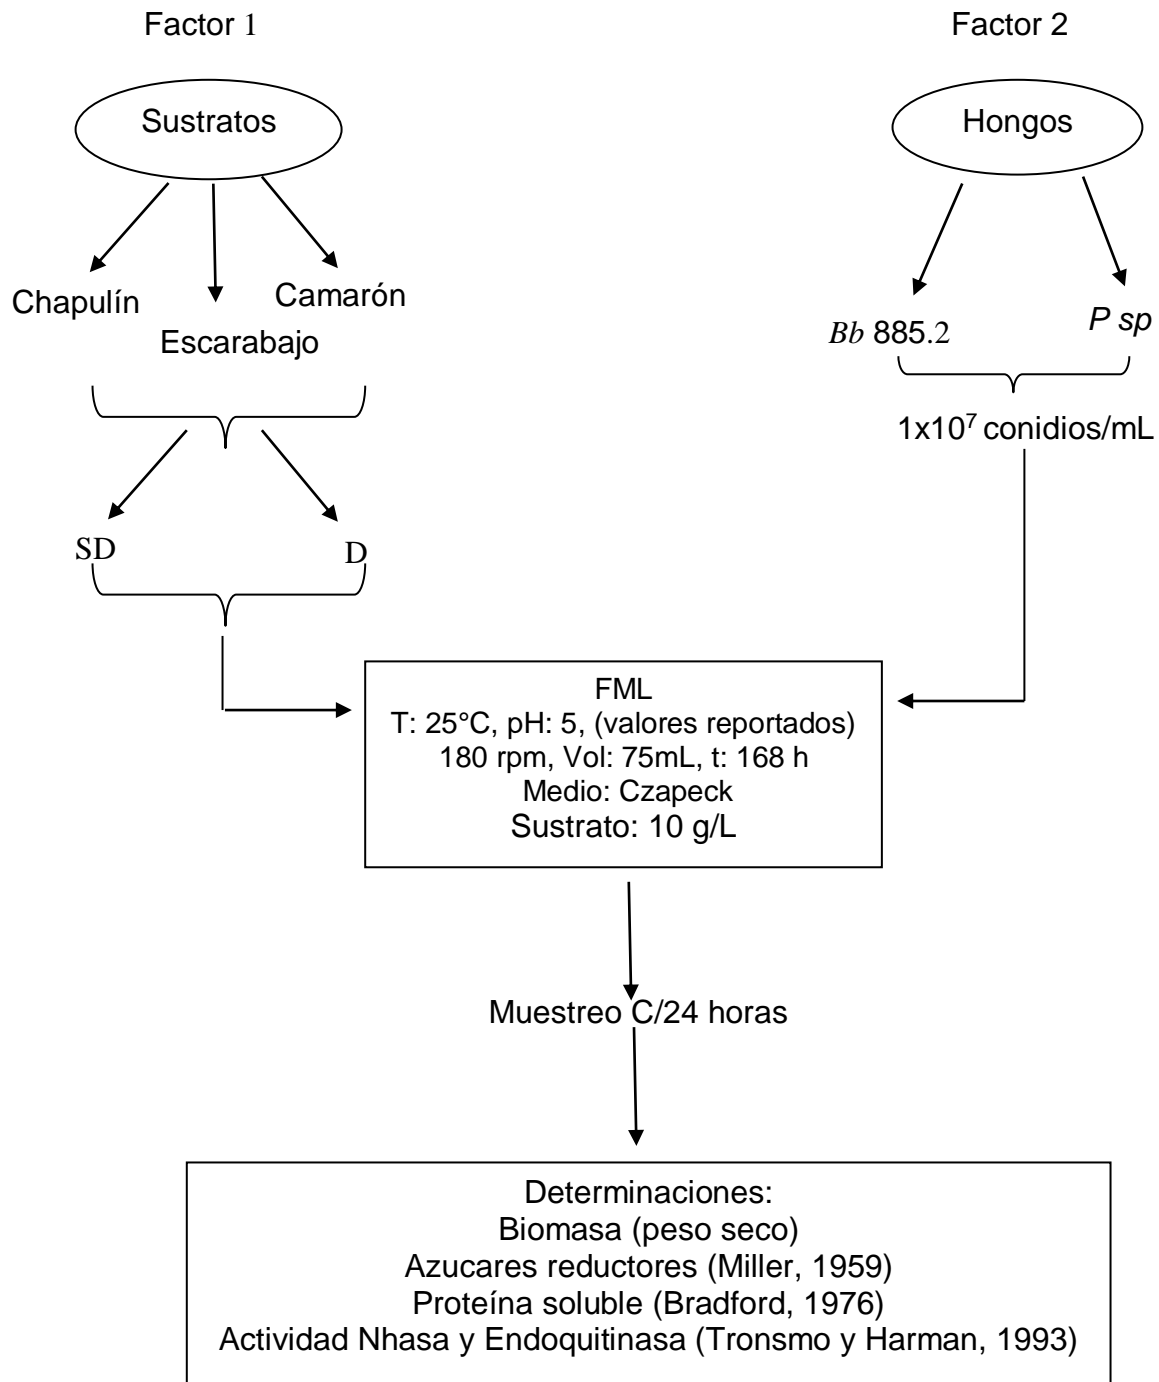 Factor 1
Factor 2
Sustratos
Hongos
Chapulín
Camarón
Escarabajo
Bb 885.2
P sp
1x10⁷ conidios/mL
SD
D
FML
T: 25°C, pH: 5, (valores reportados)
180 rpm, Vol: 75mL, t: 168 h
Medio: Czapeck
Sustrato: 10 g/L
Muestreo C/24 horas
Determinaciones:
Biomasa (peso seco)
Azucares reductores (Miller, 1959)
Proteína soluble (Bradford, 1976)
Actividad Nhasa y Endoquitinasa (Tronsmo y Harman, 1993)